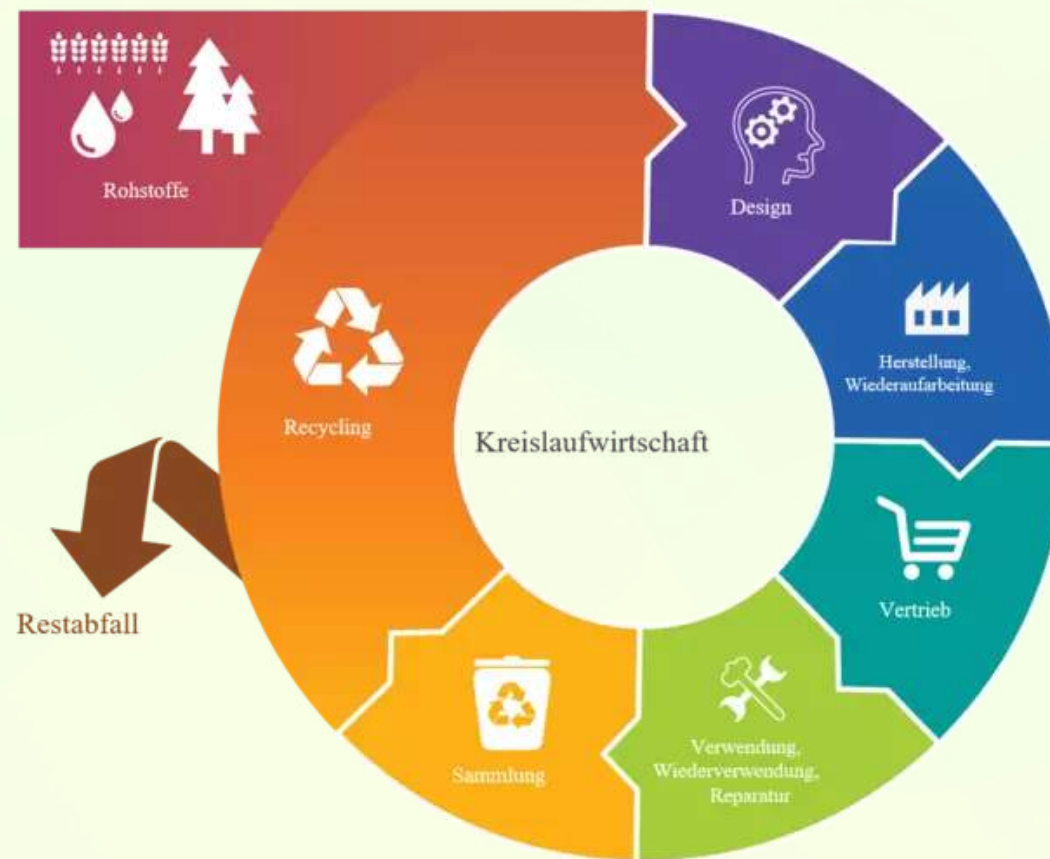 Rohstoffe
Design
Herstellung,
Wiederaufarbeitung
Recycling
Kreislaufwirtschaft
Vertrieb
Restabfall
Verwendung,
Wiederverwendung,
Reparatur
Sammlung